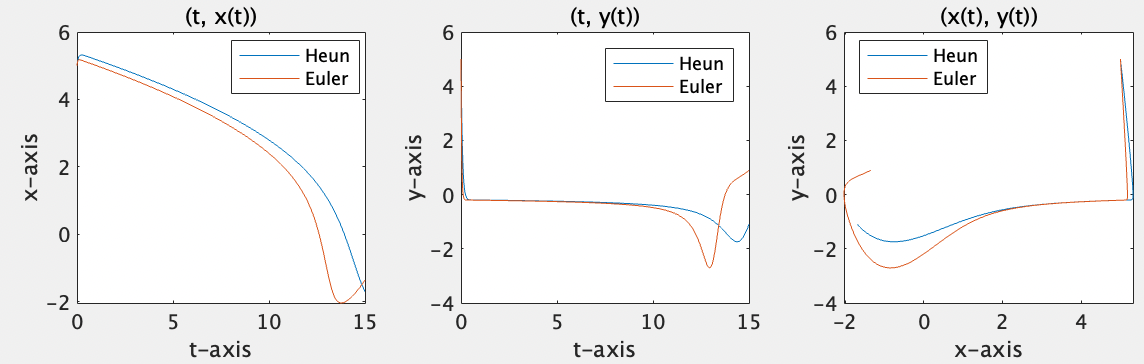 (t, x(t))
6
4
2
0
-2
x-axis
0
5
10
15
t-axis
Heun
Euler
(t, y(t))
6
4
2
0
-2
-4
y-axis
0
5
10
15
t-axis
Heun
Euler
(x(t), y(t))
6
4
2
0
-2
-4
y-axis
-2
0
2
4
x-axis
Heun
Euler